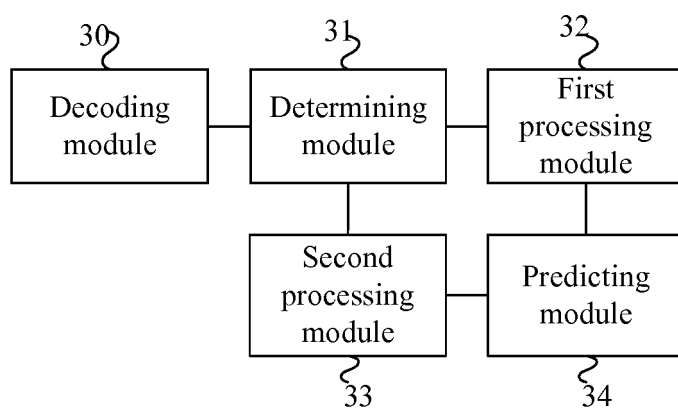 30
31
32
Decoding
module
Determining
module
First
processing
module
Second
processing
module
Predicting
module
33
34